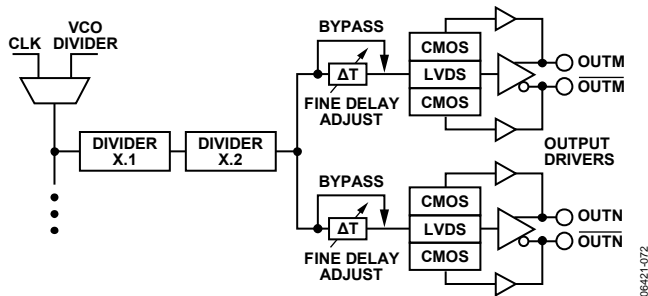 CLK
VCO
DIVIDER
DIVIDER
X.1
DIVIDER
X.2
BYPASS
ΔT
FINE DELAY
ADJUST
CMOS
LVDS
CMOS
OUTM
OUTM
OUTPUT
DRIVERS
BYPASS
ΔT
FINE DELAY
ADJUST
CMOS
LVDS
CMOS
OUTN
OUTN
06421-072